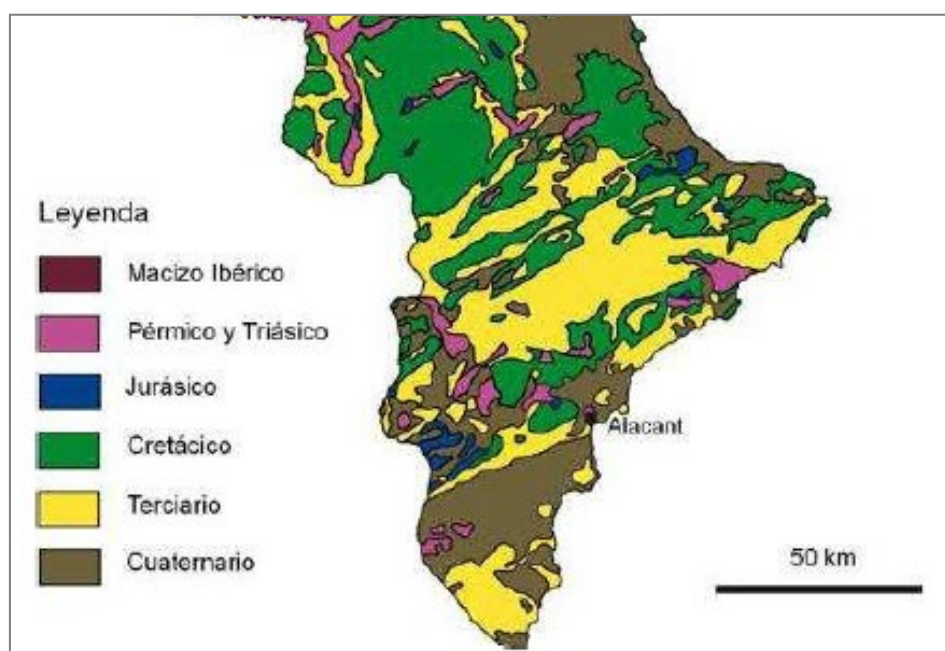 Leyenda
Macizo Ibérico
Pérmico y Triásico
Jurásico
Cretácico
Terciario
Cuaternario
Alacant
50 km